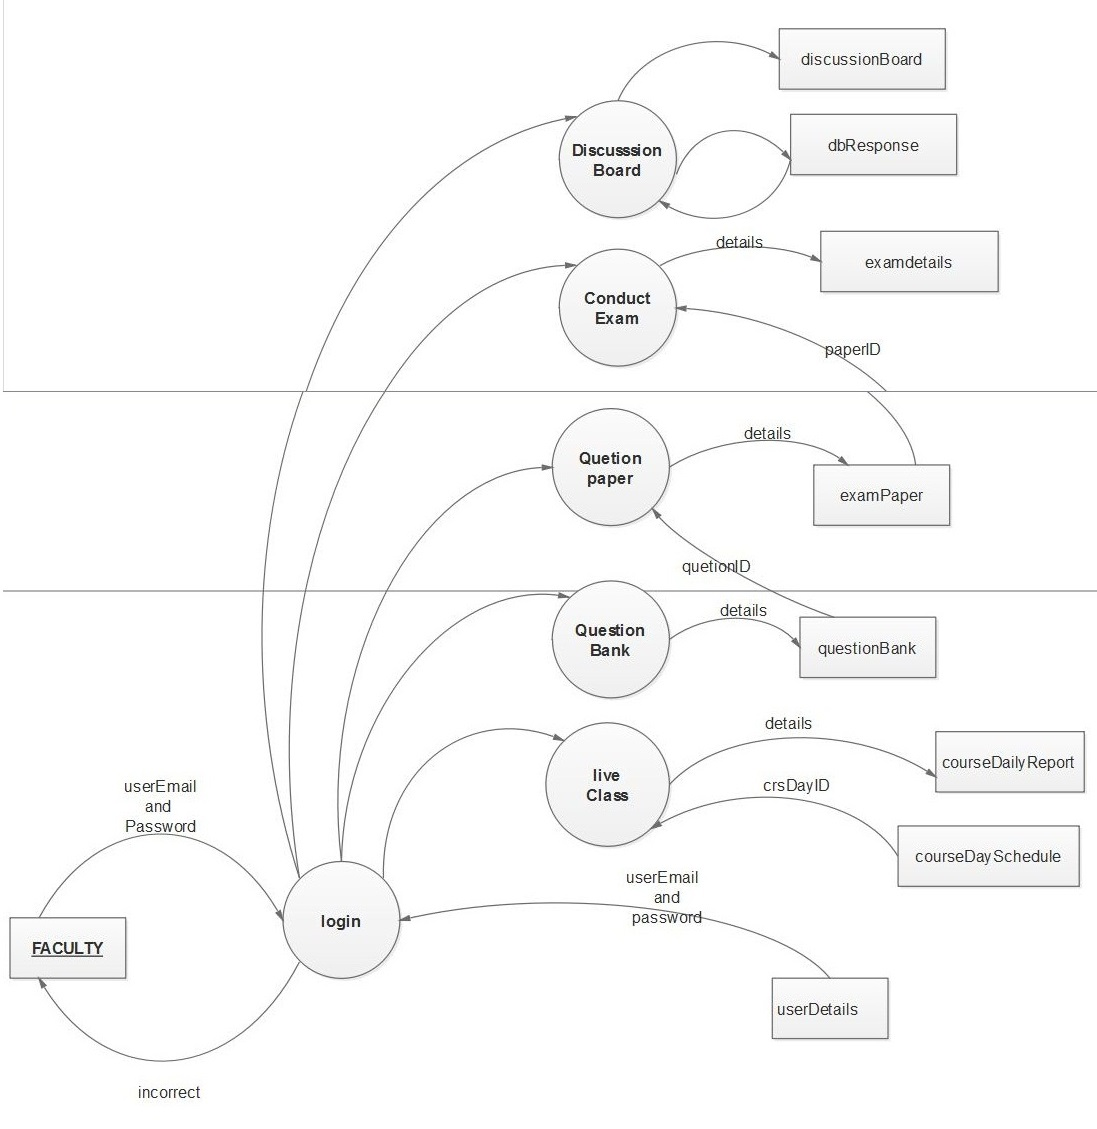 discussionBoard
Discusssion
Board
dbResponse
details
examdetails
Conduct
Exam
paperID
details
Quetion
paper
examPaper
quetionID
details
Question
Bank
questionBank
details
live
Class
courseDailyReport
crsDayID
courseDaySchedule
userEmail
and
Password
userEmail
and
password
login
FACULTY
userDetails
incorrect